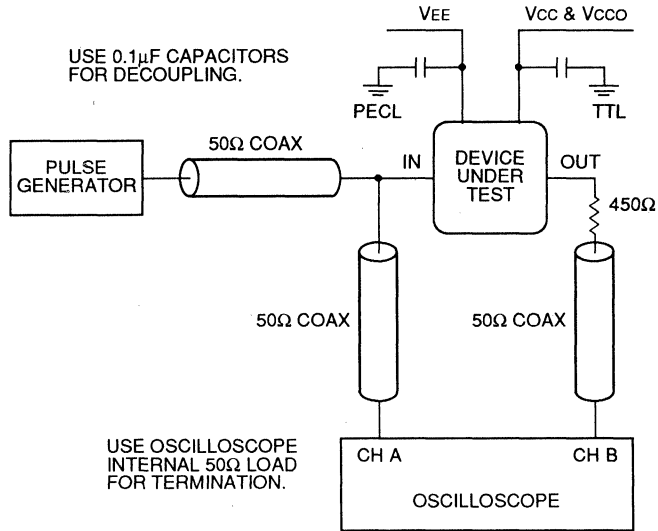 VEE
VCC & VCCO
USE 0.1µF CAPACITORS
FOR DECOUPLING.
PECL
TTL
50Ω COAX
PULSE
GENERATOR
IN
DEVICE
UNDER
TEST
OUT
450Ω
50Ω COAX
50Ω COAX
USE OSCILLOSCOPE
INTERNAL 50Ω LOAD
FOR TERMINATION.
CH A
CH B
OSCILLOSCOPE